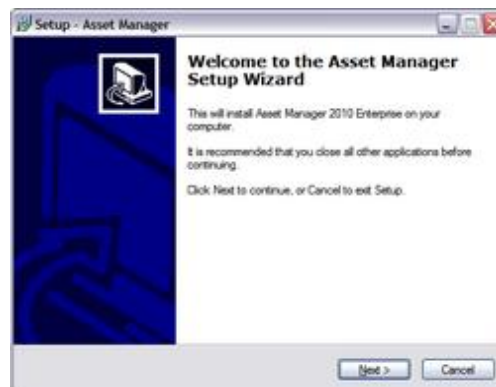 Setup - Asset Manager
Welcome to the Asset Manager
Setup Wizard
This will install Asset Manager 2010 Enterprise on your
computer.
It is recommended that you close all other applications before
continuing.
Click Next to continue, or Cancel to exit Setup.
Next >
Cancel